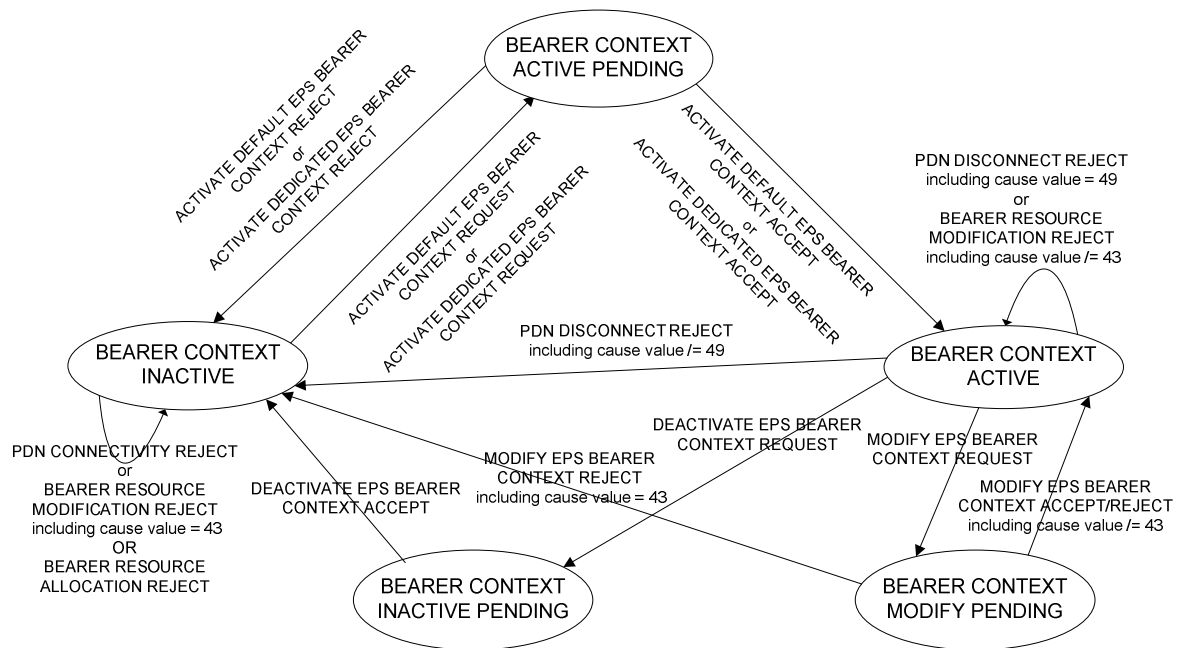 BEARER CONTEXT
ACTIVE PENDING
ACTIVATE DEFAULT EPS BEARER
CONTEXT REJECT
or
ACTIVATE DEDICATED EPS BEARER
CONTEXT REJECT
ACTIVATE DEFAULT EPS BEARER
CONTEXT REQUEST
or
ACTIVATE DEDICATED EPS BEARER
CONTEXT REQUEST
ACTIVATE DEFAULT EPS BEARER
CONTEXT ACCEPT
or
ACTIVATE DEDICATED EPS BEARER
CONTEXT ACCEPT
PDN DISCONNECT REJECT
including cause value = 49
or
BEARER RESOURCE
MODIFICATION REJECT
including cause value /= 43
BEARER CONTEXT
INACTIVE
PDN DISCONNECT REJECT
including cause value /= 49
BEARER CONTEXT
ACTIVE
PDN CONNECTIVITY REJECT
or
BEARER RESOURCE
MODIFICATION REJECT
including cause value = 43
OR
BEARER RESOURCE
ALLOCATION REJECT
DEACTIVATE EPS BEARER
CONTEXT ACCEPT
MODIFY EPS BEARER
CONTEXT REJECT
including cause value = 43
DEACTIVATE EPS BEARER
CONTEXT REQUEST
MODIFY EPS BEARER
CONTEXT REQUEST
MODIFY EPS BEARER
CONTEXT ACCEPT/REJECT
including cause value /= 43
BEARER CONTEXT
INACTIVE PENDING
BEARER CONTEXT
MODIFY PENDING